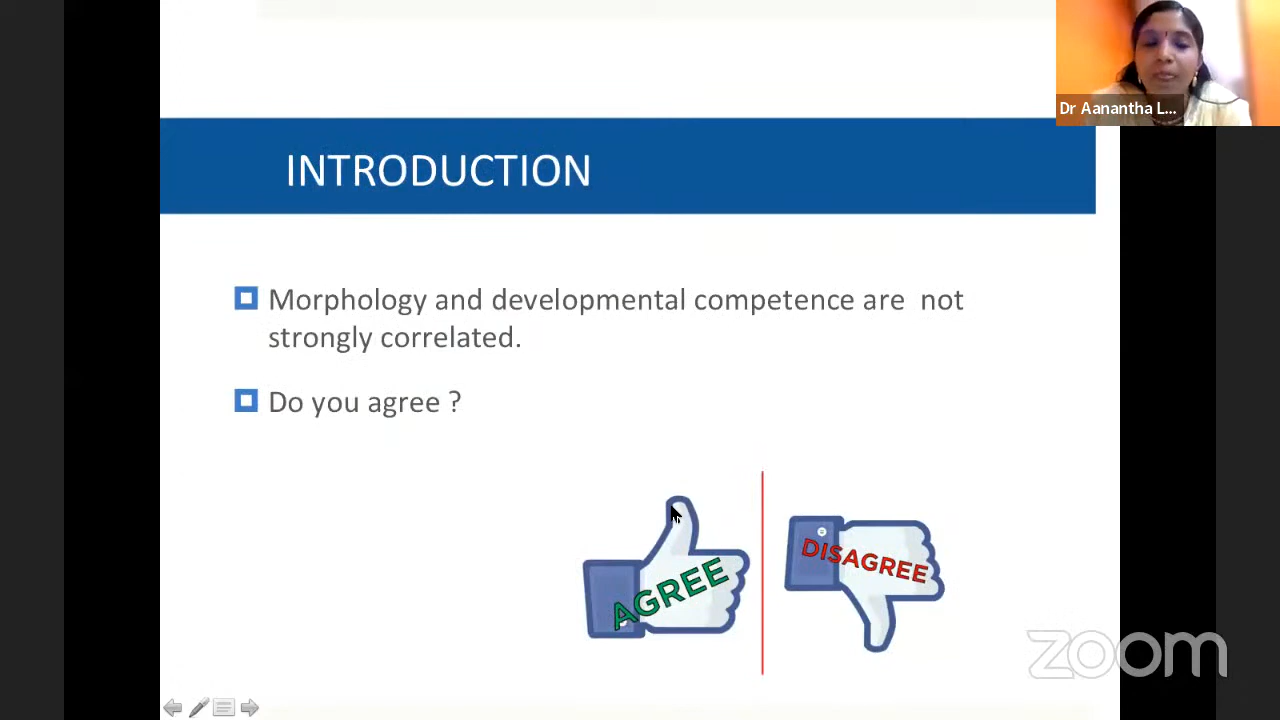 Dr Aanantha L...
INTRODUCTION
Morphology and developmental competence are not
strongly correlated.
Do you agree ?
AGREE
DISAGREE
zoom